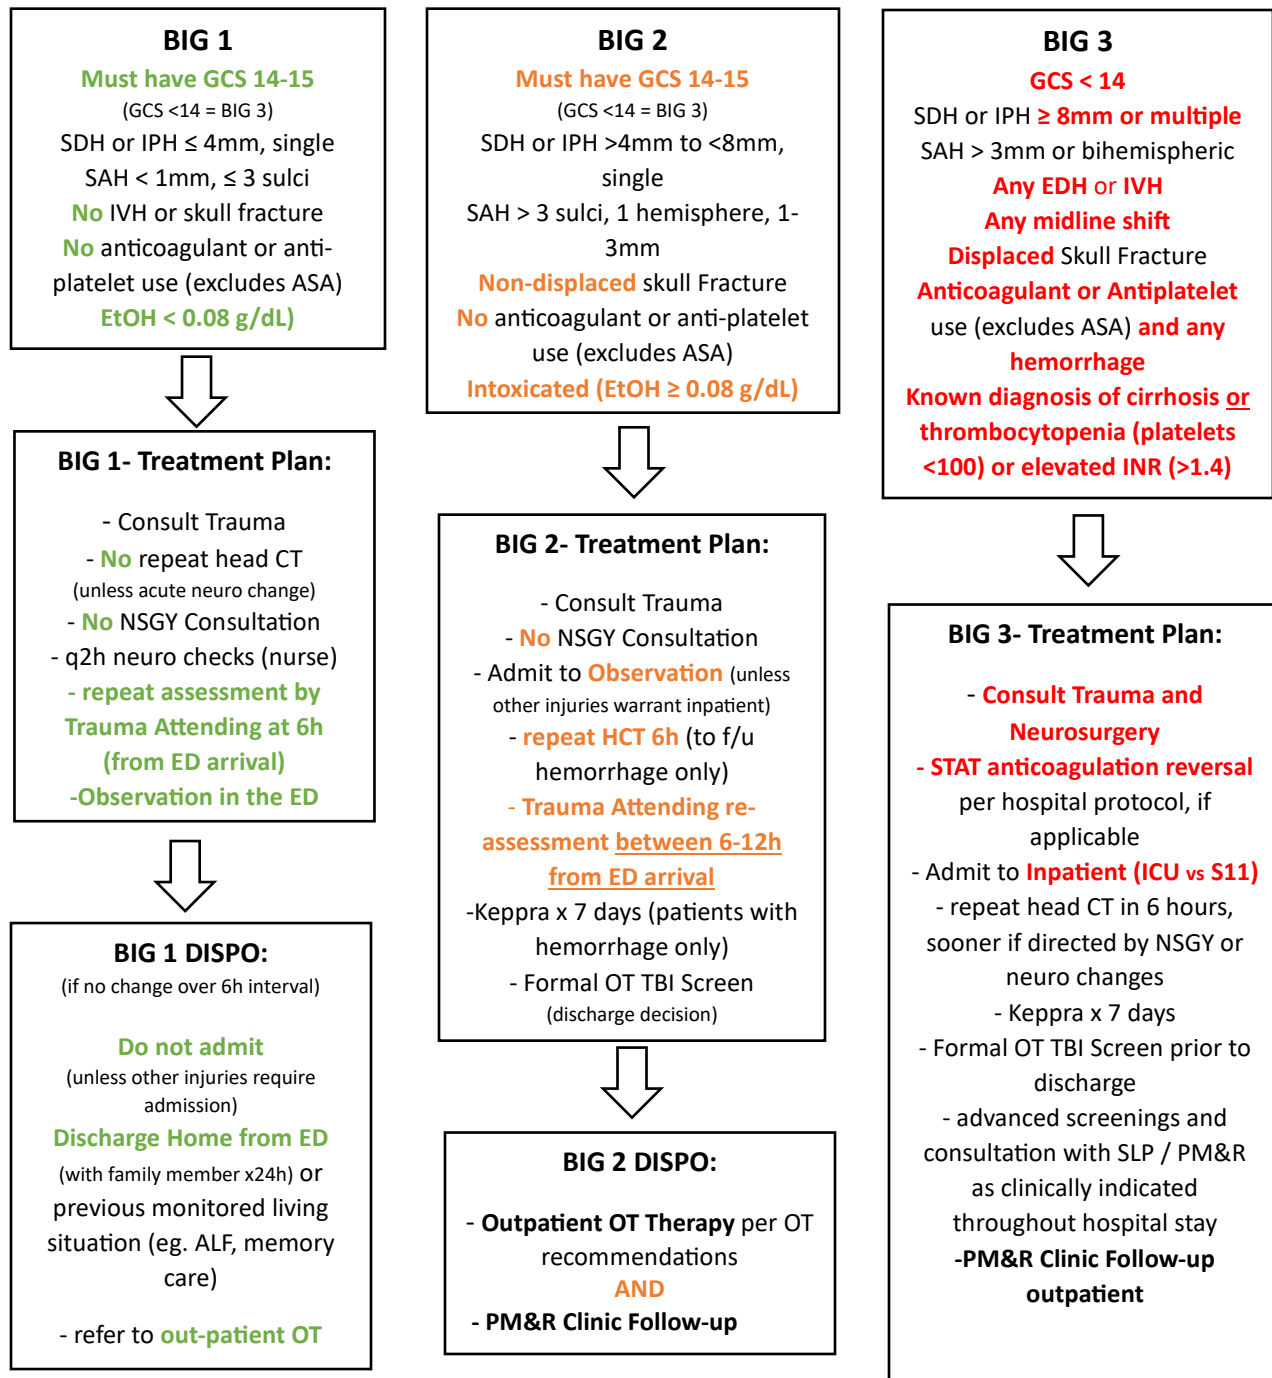 BIG 1
Must have GCS 14-15
(GCS <14 = BIG 3)
SDH or IPH ≤ 4mm, single
SAH < 1mm, ≤ 3 sulci
No IVH or skull fracture
No anticoagulant or anti-
platelet use (excludes ASA)
EtOH < 0.08 g/dL)
BIG 1- Treatment Plan:
- Consult Trauma
- No repeat head CT
(unless acute neuro change)
- No NSGY Consultation
- q2h neuro checks (nurse)
- repeat assessment by
Trauma Attending at 6h
(from ED arrival)
-Observation in the ED
BIG 1 DISPO:
(if no change over 6h interval)
Do not admit
(unless other injuries require
admission)
Discharge Home from ED
(with family member x24h) or
previous monitored living
situation (eg. ALF, memory
care)
- refer to out-patient OT
BIG 2
Must have GCS 14-15
(GCS <14 = BIG 3)
SDH or IPH >4mm to <8mm,
single
SAH > 3 sulci, 1 hemisphere, 1-
3mm
Non-displaced skull Fracture
No anticoagulant or anti-platelet
use (excludes ASA)
Intoxicated (EtOH ≥ 0.08 g/dL)
BIG 2- Treatment Plan:
- Consult Trauma
- No NSGY Consultation
- Admit to Observation (unless
other injuries warrant inpatient)
- repeat HCT 6h (to f/u
hemorrhage only)
- Trauma Attending re-
assessment between 6-12h
from ED arrival
-Keppra x 7 days (patients with
hemorrhage only)
- Formal OT TBI Screen
(discharge decision)
BIG 2 DISPO:
- Outpatient OT Therapy per OT
recommendations
AND
- PM&R Clinic Follow-up
BIG 3
GCS < 14
SDH or IPH ≥ 8mm or multiple
SAH > 3mm or bihemispheric
Any EDH or IVH
Any midline shift
Displaced Skull Fracture
Anticoagulant or Antiplatelet
use (excludes ASA) and any
hemorrhage
Known diagnosis of cirrhosis or
thrombocytopenia (platelets
<100) or elevated INR (>1.4)
BIG 3- Treatment Plan:
- Consult Trauma and
Neurosurgery
- STAT anticoagulation reversal
per hospital protocol, if
applicable
- Admit to Inpatient (ICU vs S11)
- repeat head CT in 6 hours,
sooner if directed by NSGY or
neuro changes
- Keppra x 7 days
- Formal OT TBI Screen prior to
discharge
- advanced screenings and
consultation with SLP / PM&R
as clinically indicated
throughout hospital stay
-PM&R Clinic Follow-up
outpatient